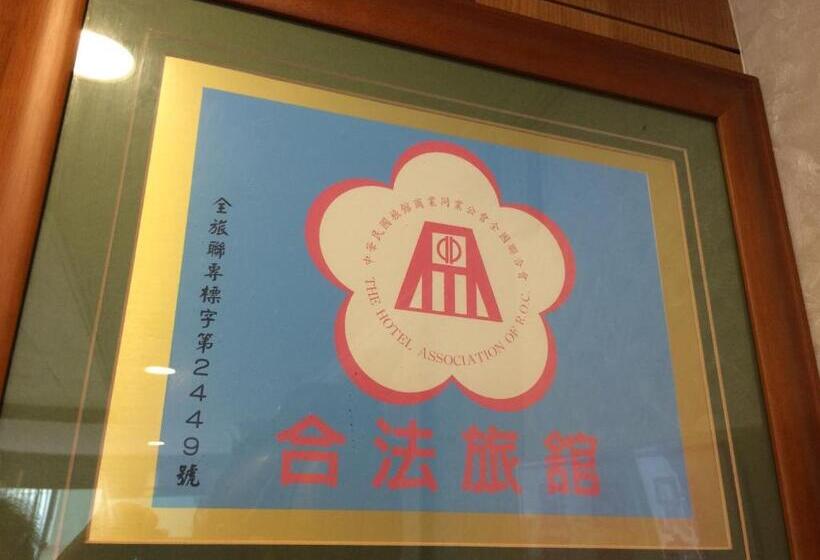 全旅聯專標字第2449號
中華民國旅館商業同業公會全國聯合會
THE HOTEL ASSOCIATION OF R.O.C.
合法旅館